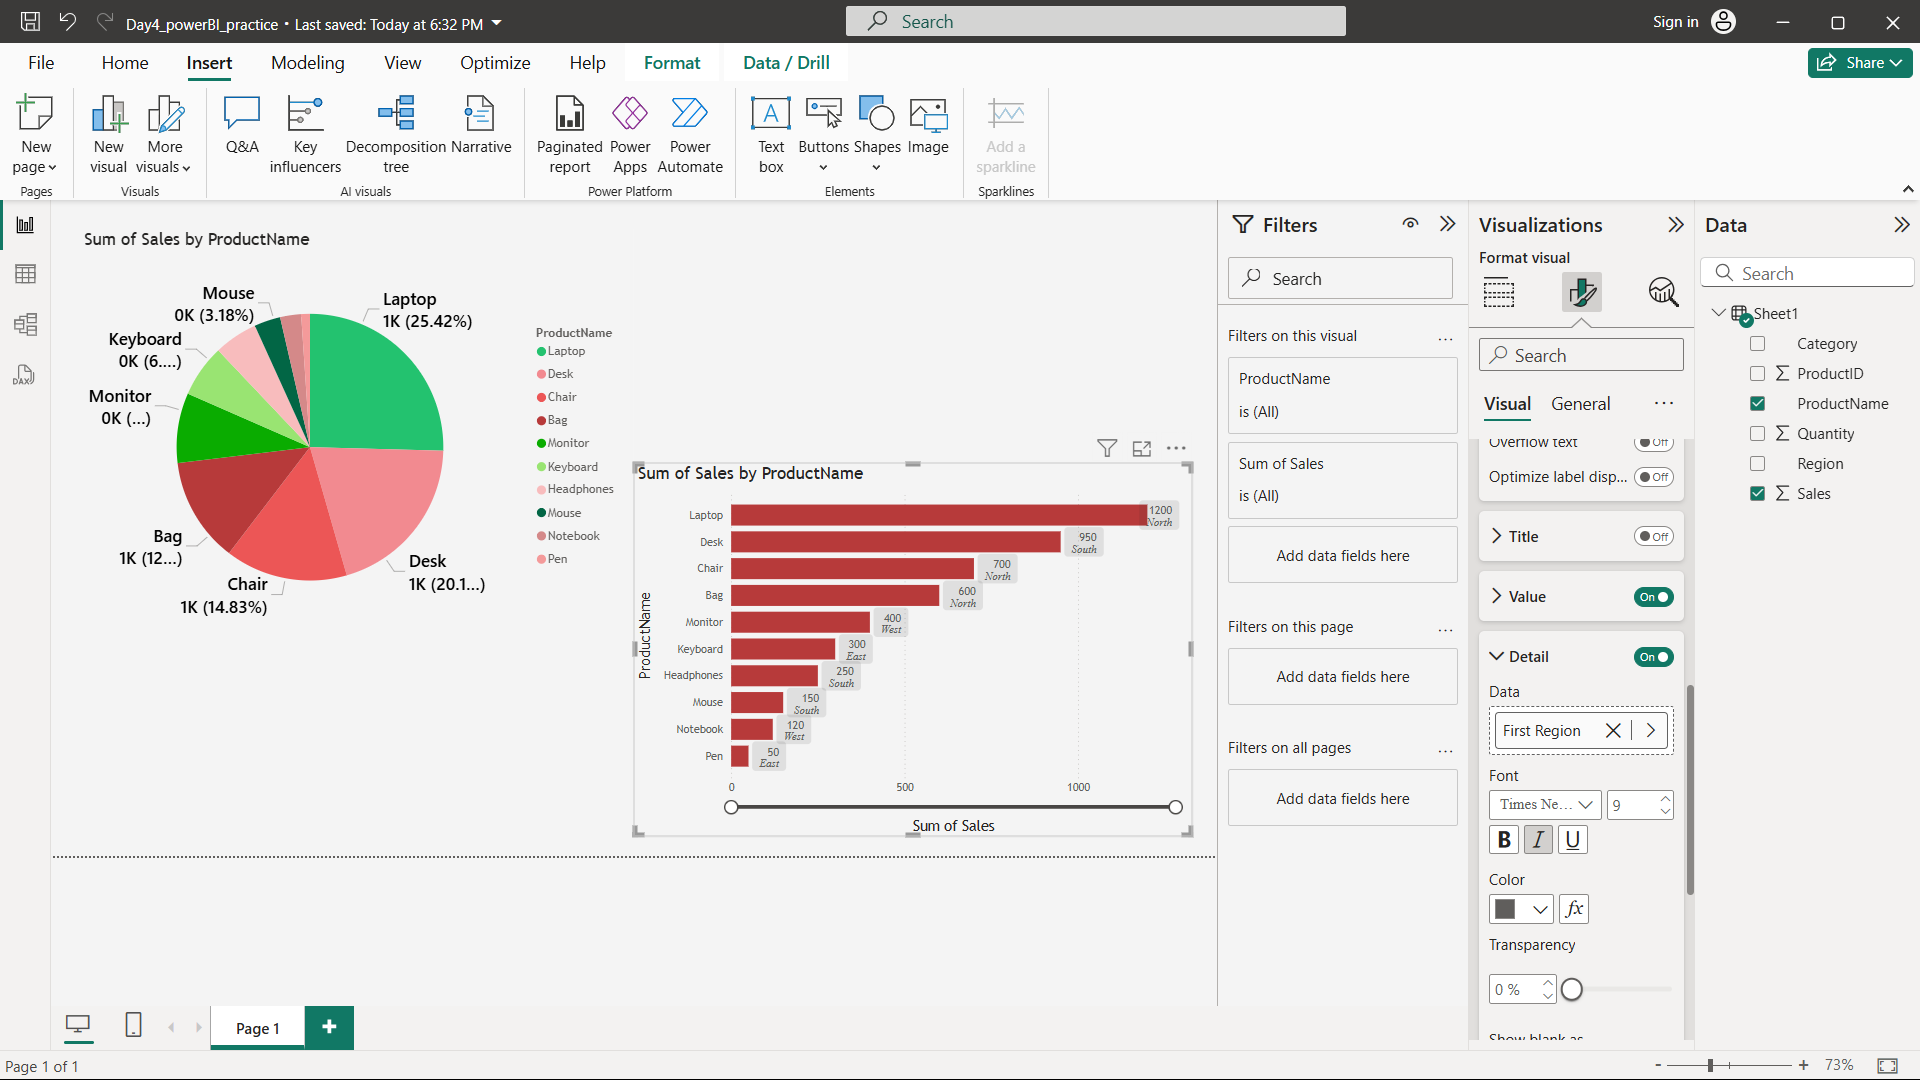 Day4_powerBI_practice • Last saved: Today at 6:32 PM
Search
Sign in
File Home Insert Modeling View Optimize Help Format Data / Drill
Share
New page
New visual
More visuals
Q&A
Key influencers
Decomposition tree
Narrative
Paginated report
Power Apps
Power Automate
A
Text box
Buttons
Shapes
Image
Add a sparkline
Pages
Visuals
AI visuals
Power Platform
Elements
Sparklines
DAX
Sum of Sales by ProductName
Mouse
0K (3.18%)
Laptop
1K (25.42%)
Keyboard
0K (6....)
Monitor
0K (...)
Bag
1K (12...)
Chair
1K (14.83%)
Desk
1K (20.1...)
ProductName
Laptop
Desk
Chair
Bag
Monitor
Keyboard
Headphones
Mouse
Notebook
Pen
Sum of Sales by ProductName
ProductName
Laptop 1200 North
Desk 950 South
Chair 700 North
Bag 600 North
Monitor 400 West
Keyboard 300 East
Headphones 250 South
Mouse 150 South
Notebook 120 West
Pen 50 East
0 500 1000
Sum of Sales
Filters
Search
Filters on this visual
ProductName
is (All)
Sum of Sales
is (All)
Add data fields here
Filters on this page
Add data fields here
Filters on all pages
Add data fields here
Visualizations
Format visual
Search
Visual General
Overflow text Off
Optimize label disp... Off
Title Off
Value On
Detail On
Data
First Region
Font
Times Ne... 9
B I U
Color
fx
Transparency
0 %
Show blank as
Data
Search
Sheet1
Category
∑ ProductID
ProductName
∑ Quantity
Region
∑ Sales
Page 1
+
Page 1 of 1
- + 73%